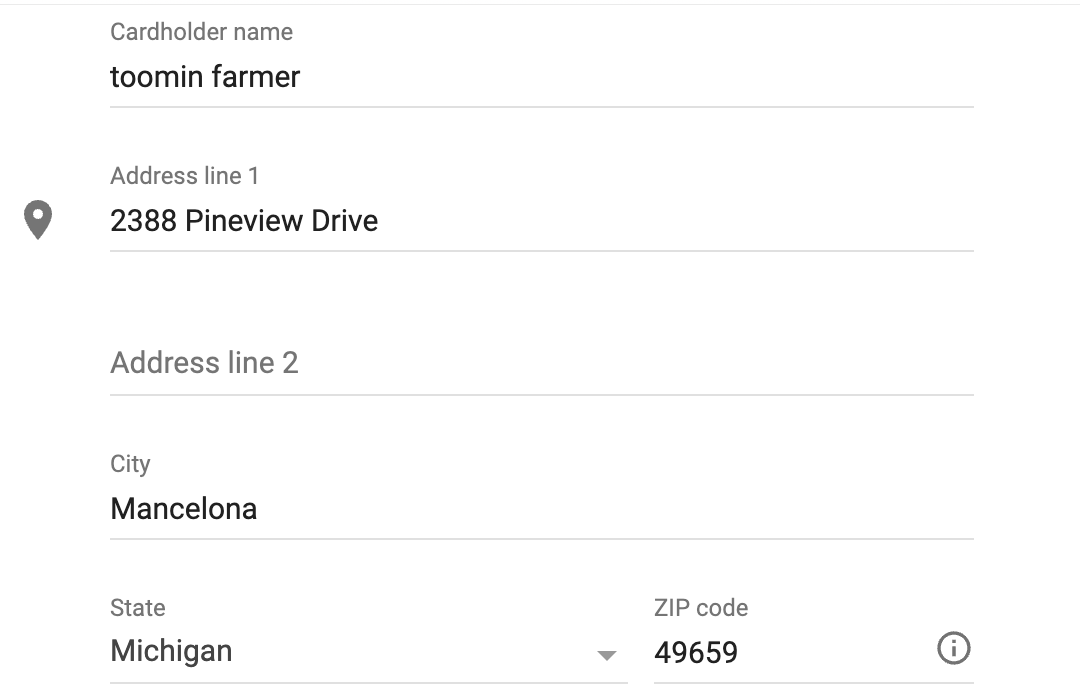 Cardholder name
toomin farmer
Address line 1
2388 Pineview Drive
Address line 2
City
Mancelona
State
Michigan
ZIP code
49659